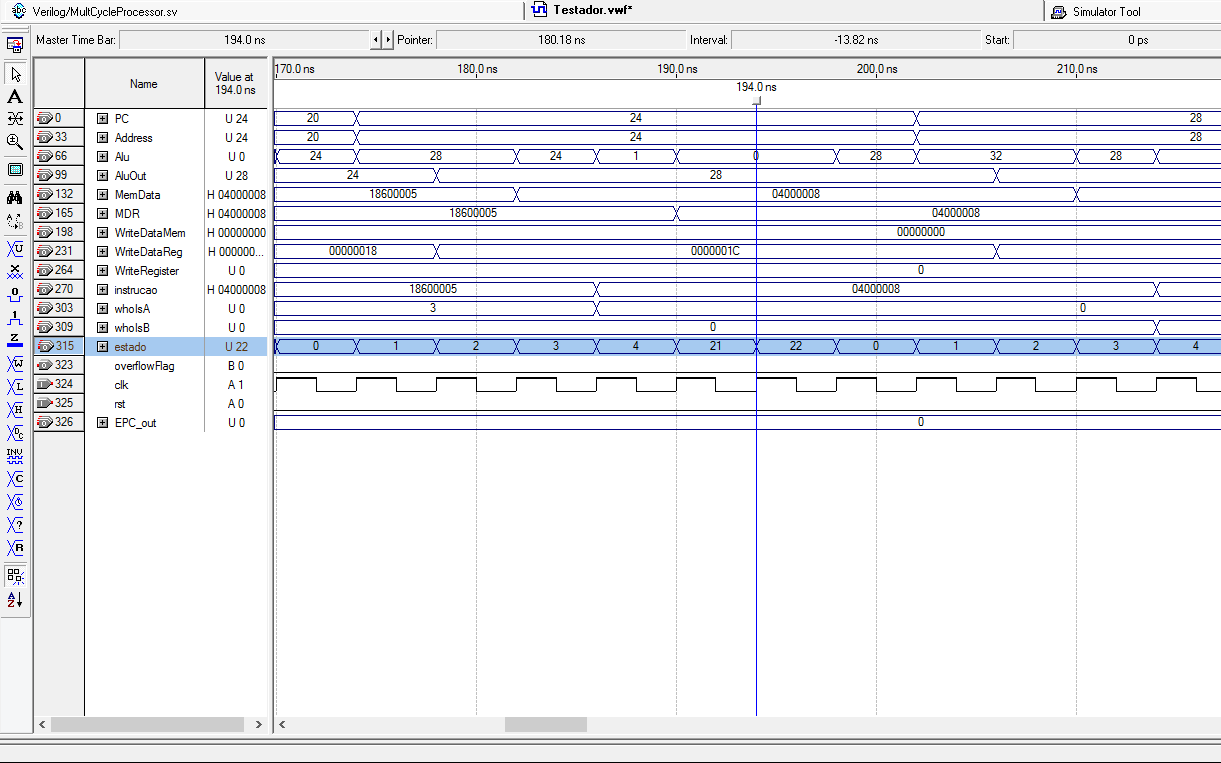 Verilog/MultCycleProcessor.sv Testador.vwf* Simulator Tool
Master Time Bar: 194.0 ns Pointer: 180.18 ns Interval: -13.82 ns Start: 0 ps
Name Value at 194.0 ns 170.0 ns 180.0 ns 190.0 ns 200.0 ns 210.0 ns
194.0 ns
0 PC U 24 20 24 28
33 Address U 24 20 24 28
66 Alu U 0 24 28 24 1 0 28 32 28
99 AluOut U 28 24 28
132 MemData H 04000008 18600005 04000008
165 MDR H 04000008 18600005 04000008
198 WriteDataMem H 00000000 00000000
231 WriteDataReg H 000000... 00000018 0000001C
264 WriteRegister U 0 0
270 instrucao H 04000008 18600005 04000008
303 whoIsA U 0 3 0
309 whoIsB U 0 0
315 estado U 22 0 1 2 3 4 21 22 0 1 2 3 4
323 overflowFlag B 0
324 clk A 1
325 rst A 0
326 EPC_out U 0 0